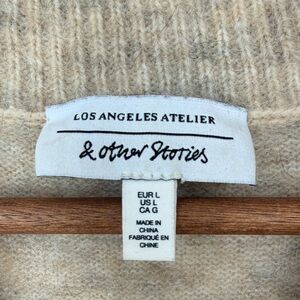 LOS ANGELES ATELIER
& other Stories
EUR L
US L
CA G
MADE IN
CHINA
FABRIQUÉ EN
CHINE